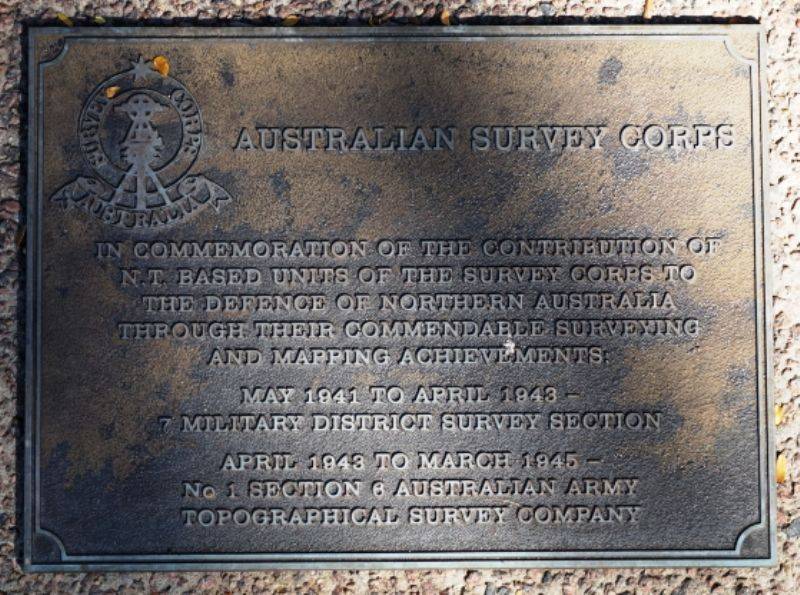 SURVEY CORPS
AUSTRALIA
AUSTRALIAN SURVEY CORPS
IN COMMEMORATION OF THE CONTRIBUTION OF
N.T. BASED UNITS OF THE SURVEY CORPS TO
THE DEFENCE OF NORTHERN AUSTRALIA
THROUGH THEIR COMMENDABLE SURVEYING
AND MAPPING ACHIEVEMENTS:
MAY 1941 TO APRIL 1943 –
7 MILITARY DISTRICT SURVEY SECTION
APRIL 1943 TO MARCH 1945 –
No 1 SECTION 6 AUSTRALIAN ARMY
TOPOGRAPHICAL SURVEY COMPANY